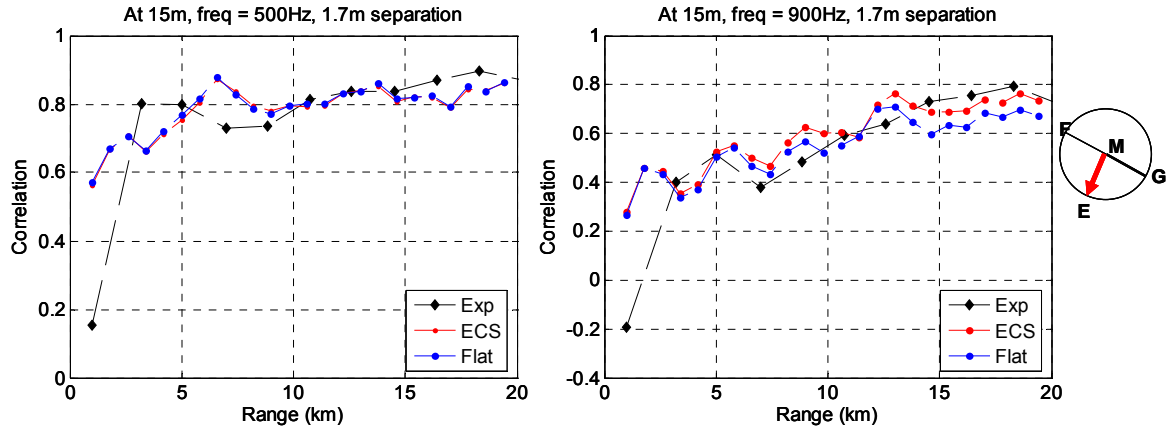 At 15m, freq = 500Hz, 1.7m separation
1
0.8
0.6
0.4
0.2
0
Correlation
0 5 10 15 20
Range (km)
Exp
ECS
Flat
At 15m, freq = 900Hz, 1.7m separation
1
0.8
0.6
0.4
0.2
0
-0.2
-0.4
Correlation
0 5 10 15 20
Range (km)
Exp
ECS
Flat
F
M
G
E